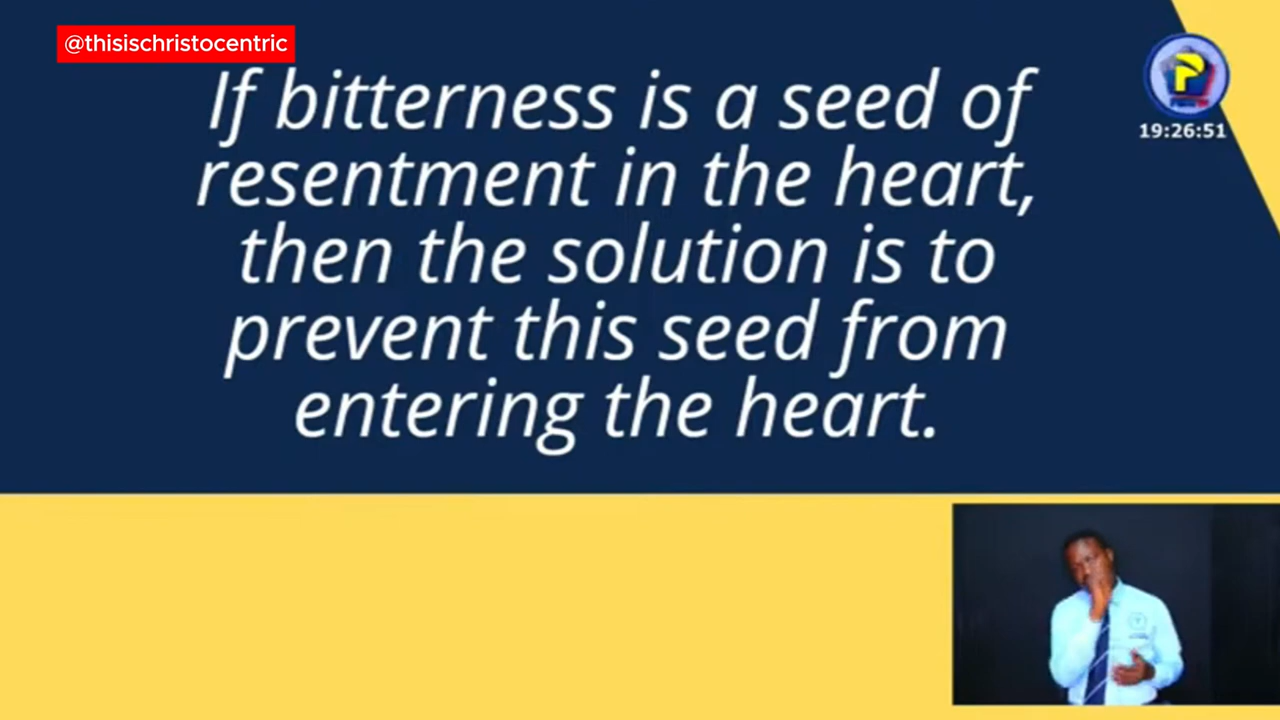 @thisischristocentric
If bitterness is a seed of
resentment in the heart,
then the solution is to
prevent this seed from
entering the heart.
P
19:26:51